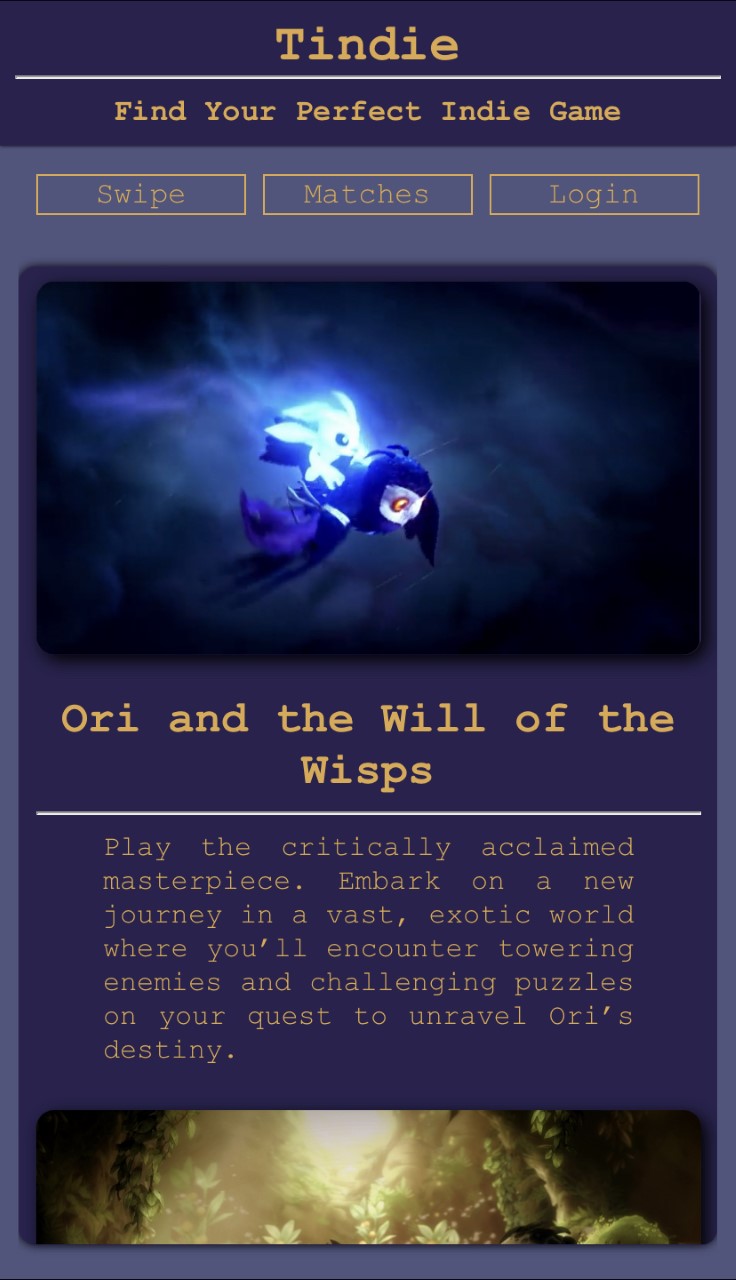 Tindie
Find Your Perfect Indie Game
Swipe
Matches
Login
Ori and the Will of the
Wisps
Play the critically acclaimed
masterpiece. Embark on a new
journey in a vast, exotic world
where you’ll encounter towering
enemies and challenging puzzles
on your quest to unravel Ori’s
destiny.